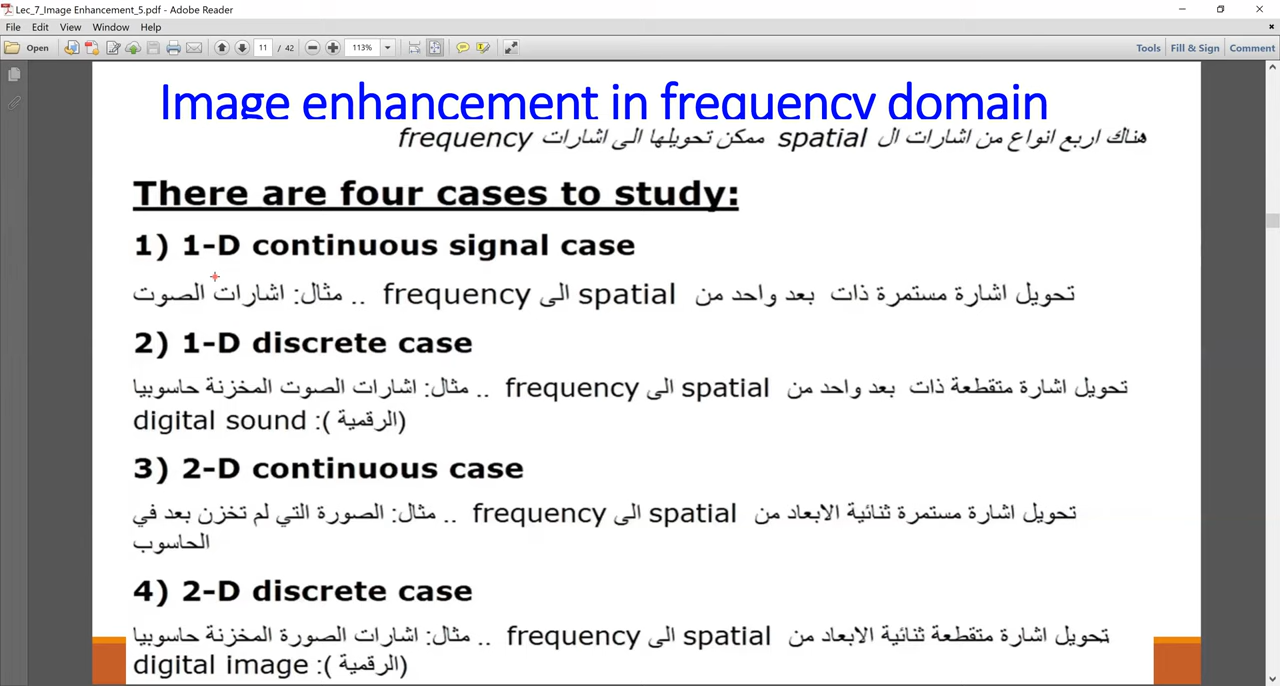 Lec_7_Image Enhancement_5.pdf - Adobe Reader
File Edit View Window Help
Open 11 / 42 113% Tools Fill & Sign Comment
Image enhancement in frequency domain
هناك اربع انواع من اشارات ال spatial ممكن تحويلها الى اشارات frequency
There are four cases to study:
1) 1-D continuous signal case
تحويل اشارة مستمرة ذات بعد واحد من spatial الى frequency .. مثال: اشارات الصوت
2) 1-D discrete case
تحويل اشارة متقطعة ذات بعد واحد من spatial الى frequency .. مثال: اشارات الصوت المخزنة حاسوبيا
(الرقمية ): digital sound
3) 2-D continuous case
تحويل اشارة مستمرة ثنائية الابعاد من spatial الى frequency .. مثال: الصورة التي لم تخزن بعد في
الحاسوب
4) 2-D discrete case
تحويل اشارة متقطعة ثنائية الابعاد من spatial الى frequency .. مثال: اشارات الصورة المخزنة حاسوبيا
(الرقمية ): digital image